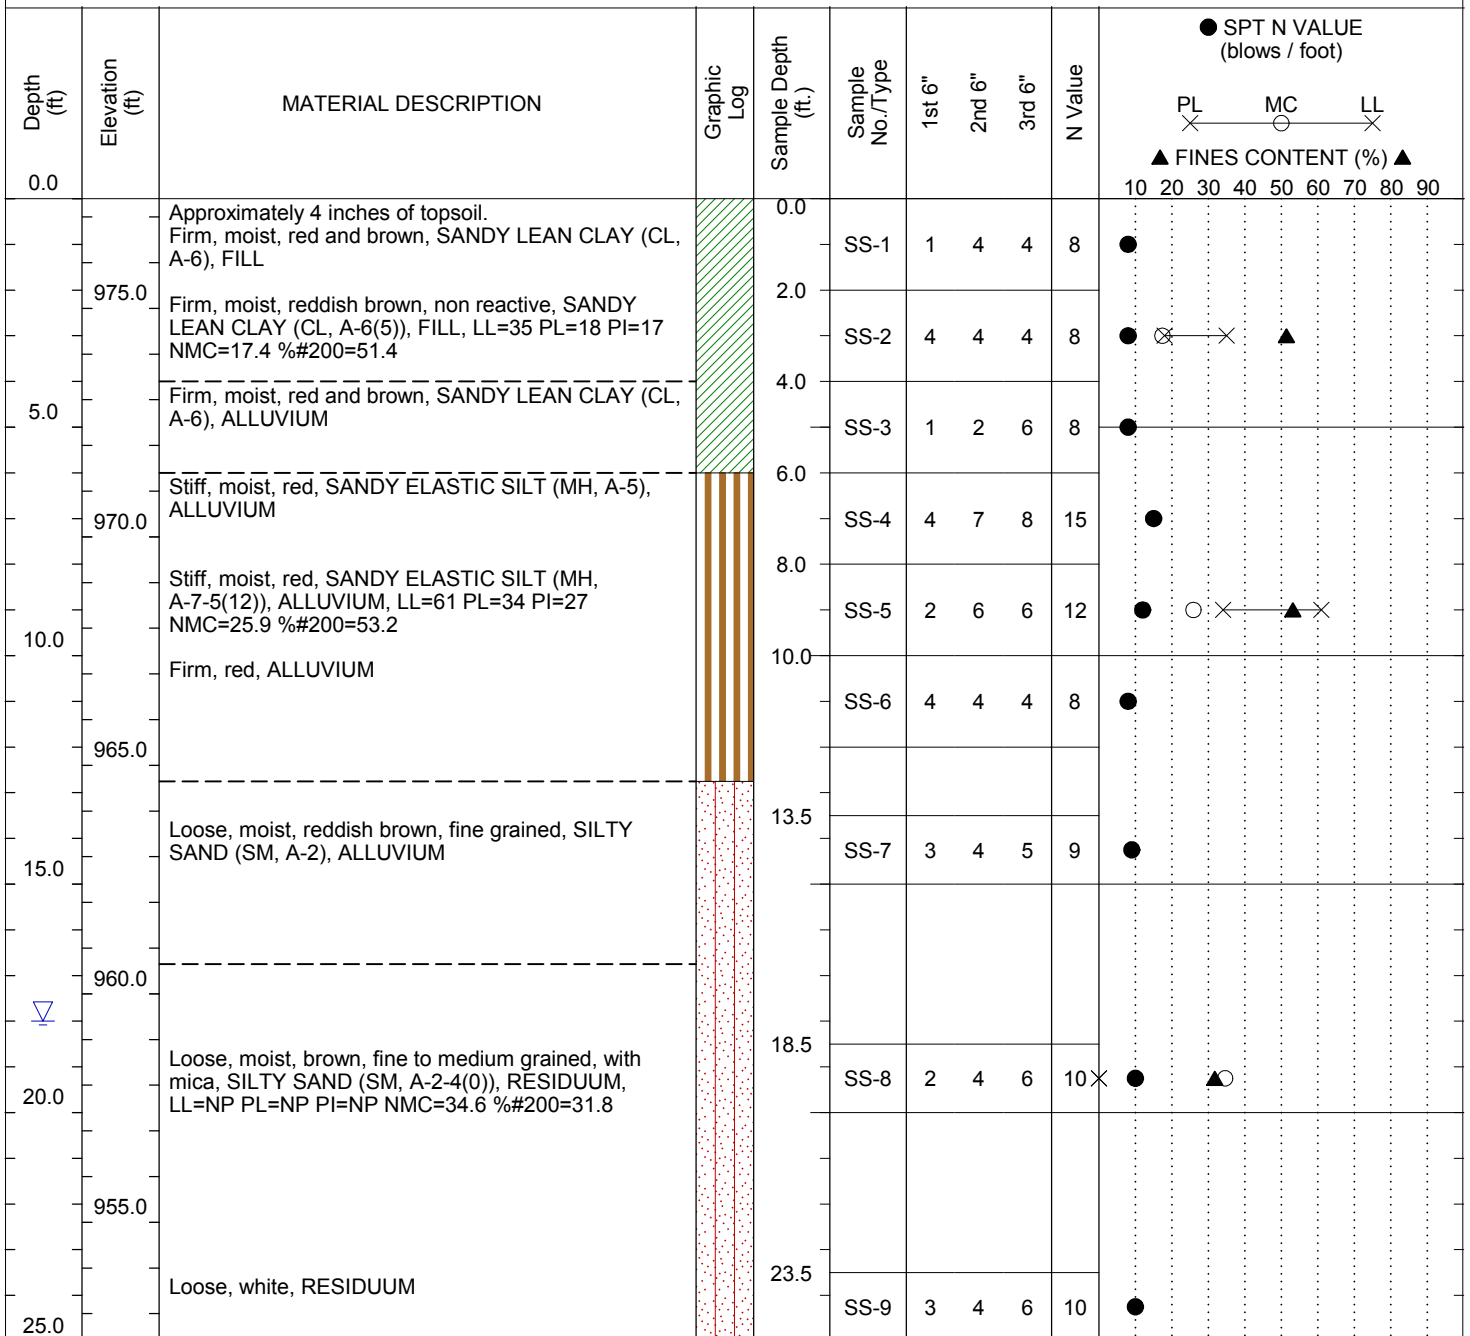 ● SPT N VALUE
(blows / foot)
PL MC LL
▲ FINES CONTENT (%) ▲
10 20 30 40 50 60 70 80 90
Depth (ft)
Elevation (ft)
MATERIAL DESCRIPTION
Graphic Log
Sample Depth (ft.)
Sample No./Type
1st 6"
2nd 6"
3rd 6"
N Value
0.0
Approximately 4 inches of topsoil.
Firm, moist, red and brown, SANDY LEAN CLAY (CL,
A-6), FILL
0.0
SS-1 1 4 4 8
975.0
2.0
Firm, moist, reddish brown, non reactive, SANDY
LEAN CLAY (CL, A-6(5)), FILL, LL=35 PL=18 PI=17
NMC=17.4 %#200=51.4
SS-2 4 4 4 8
4.0
Firm, moist, red and brown, SANDY LEAN CLAY (CL,
A-6), ALLUVIUM
5.0
SS-3 1 2 6 8
6.0
Stiff, moist, red, SANDY ELASTIC SILT (MH, A-5),
ALLUVIUM
970.0
SS-4 4 7 8 15
8.0
Stiff, moist, red, SANDY ELASTIC SILT (MH,
A-7-5(12)), ALLUVIUM, LL=61 PL=34 PI=27
NMC=25.9 %#200=53.2
SS-5 2 6 6 12
10.0
10.0
Firm, red, ALLUVIUM
SS-6 4 4 4 8
965.0
13.5
Loose, moist, reddish brown, fine grained, SILTY
SAND (SM, A-2), ALLUVIUM
SS-7 3 4 5 9
15.0
960.0
18.5
Loose, moist, brown, fine to medium grained, with
mica, SILTY SAND (SM, A-2-4(0)), RESIDUUM,
LL=NP PL=NP PI=NP NMC=34.6 %#200=31.8
SS-8 2 4 6 10
20.0
955.0
23.5
Loose, white, RESIDUUM
SS-9 3 4 6 10
25.0